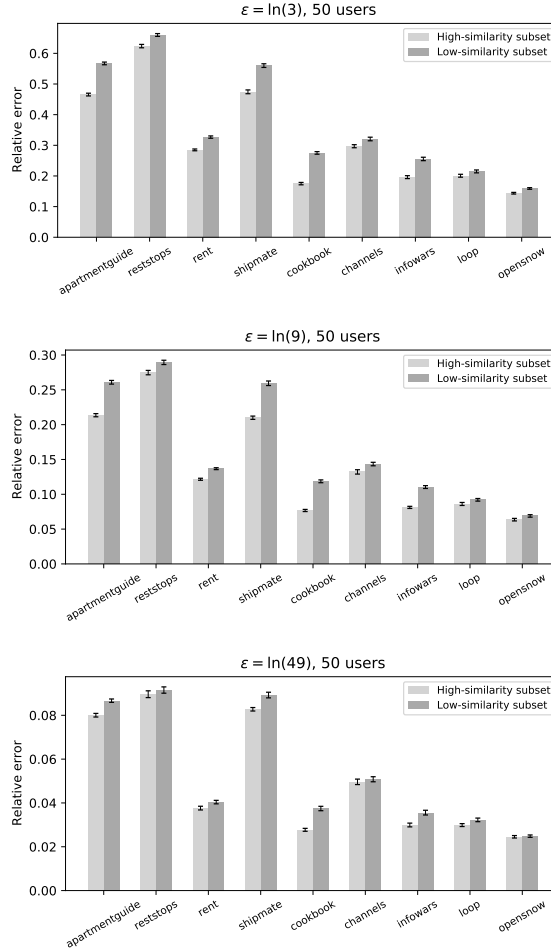 ε = ln(3), 50 users
High-similarity subset
Low-similarity subset
Relative error
0.6
0.5
0.4
0.3
0.2
0.1
0.0
apartmentguide
reststops
rent
shipmate
cookbook
channels
infowars
loop
opensnow
ε = ln(9), 50 users
High-similarity subset
Low-similarity subset
Relative error
0.30
0.25
0.20
0.15
0.10
0.05
0.00
apartmentguide
reststops
rent
shipmate
cookbook
channels
infowars
loop
opensnow
ε = ln(49), 50 users
High-similarity subset
Low-similarity subset
Relative error
0.08
0.06
0.04
0.02
0.00
apartmentguide
reststops
rent
shipmate
cookbook
channels
infowars
loop
opensnow